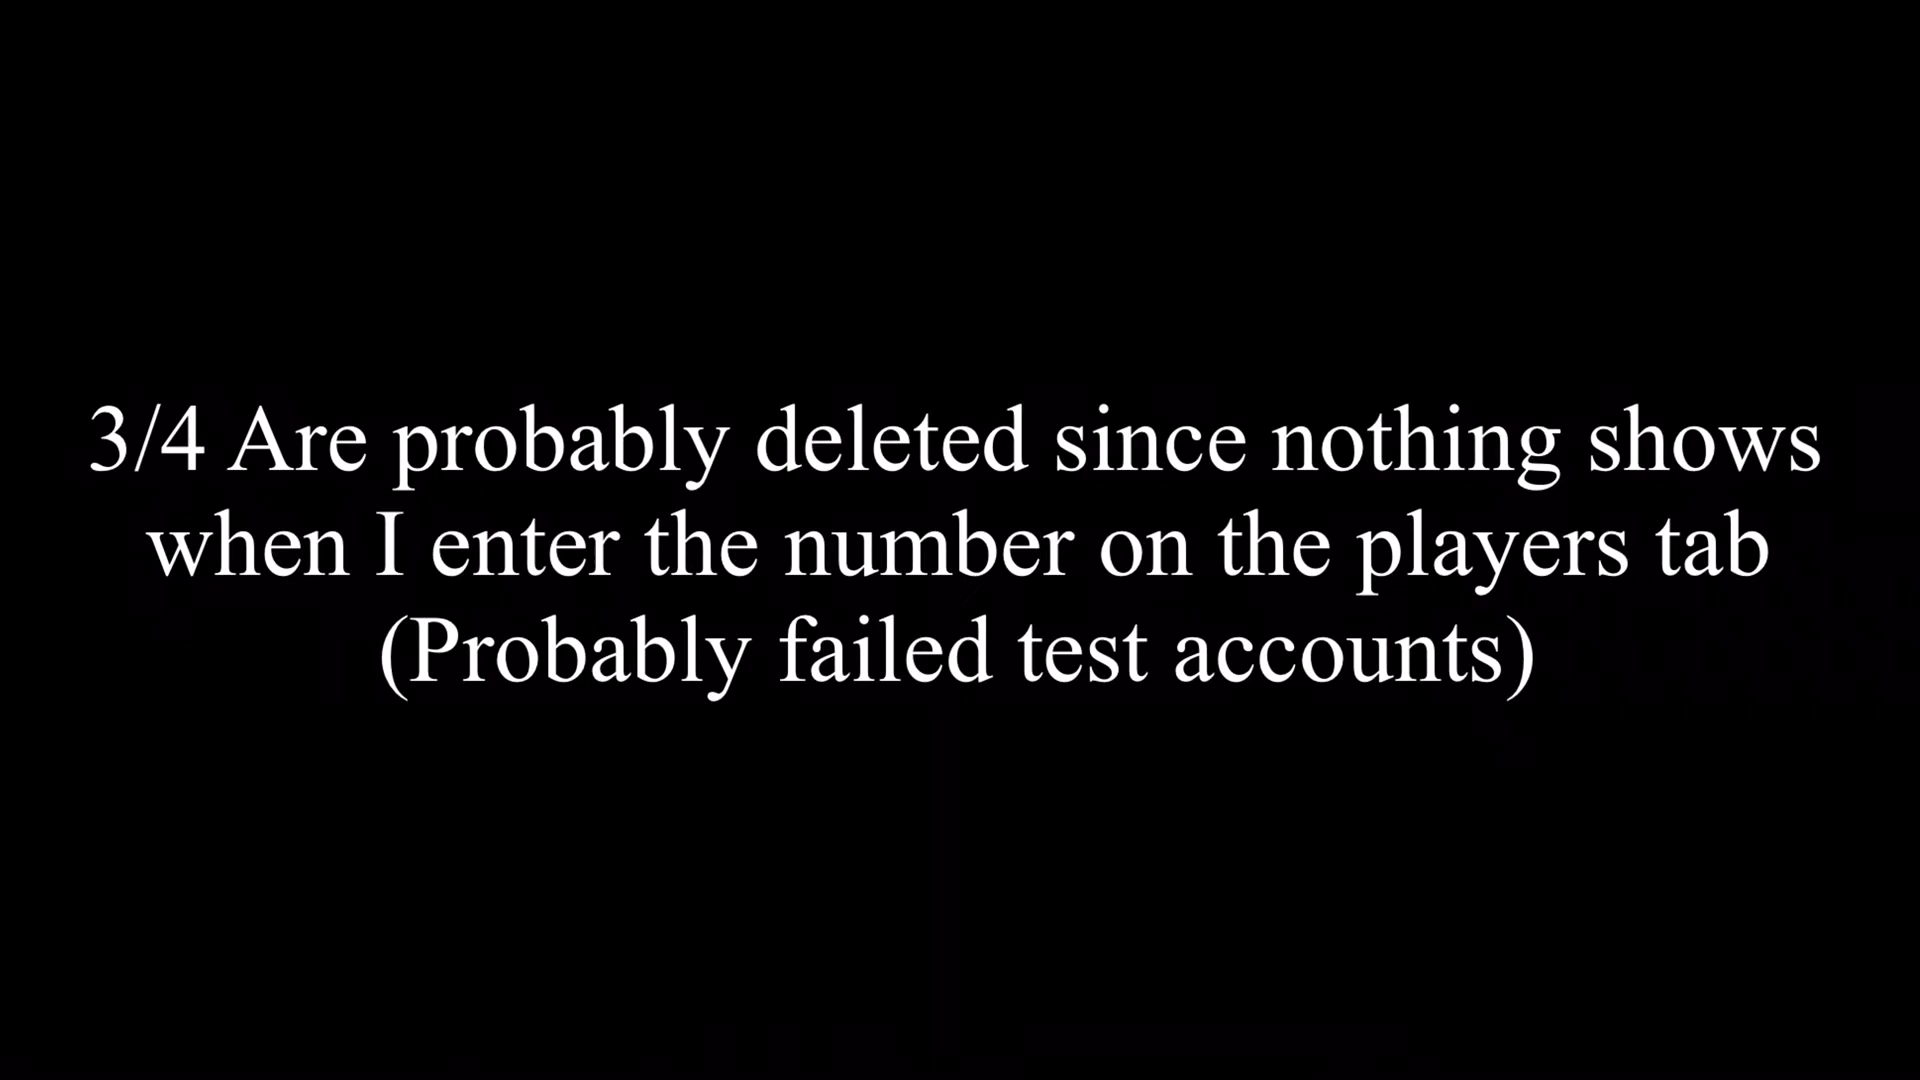 3/4 Are probably deleted since nothing shows
when I enter the number on the players tab
(Probably failed test accounts)